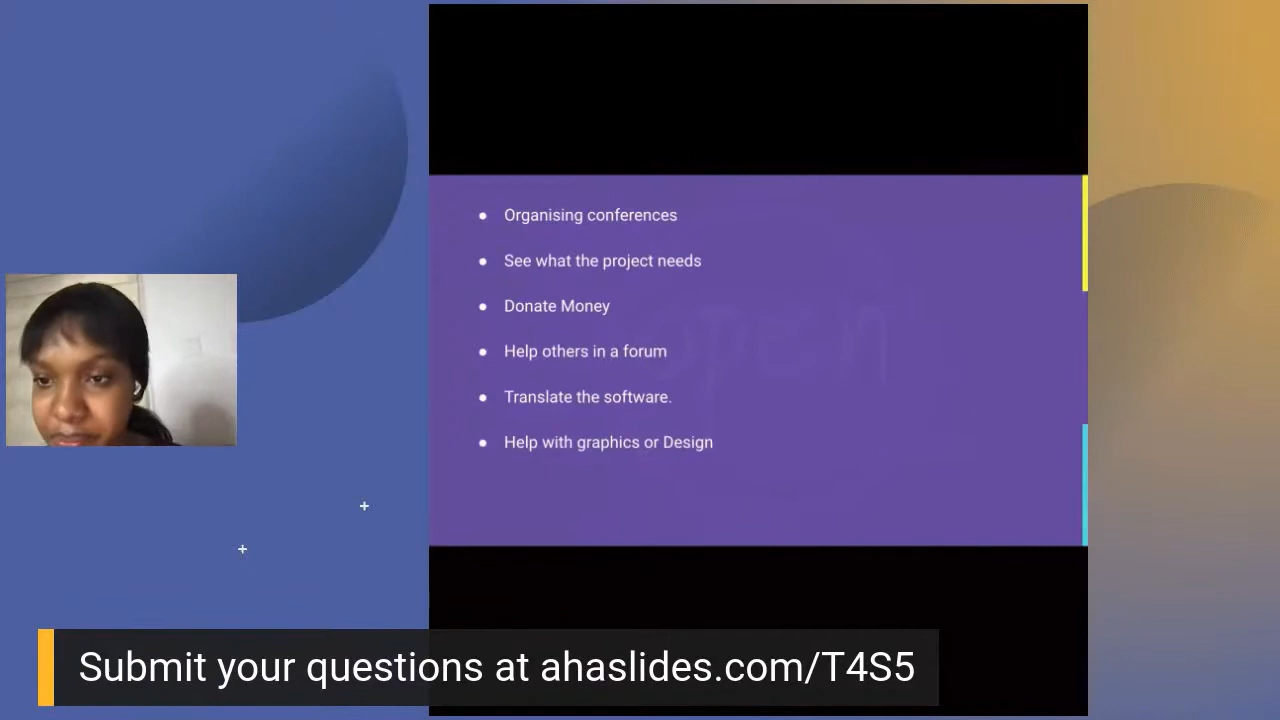 Organising conferences
See what the project needs
Donate Money
Help others in a forum
Translate the software.
Help with graphics or Design
Submit your questions at ahaslides.com/T4S5